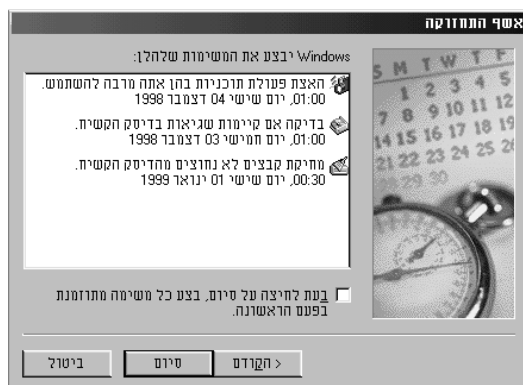 אשף התחזוקה
Windows יבצע את המשימות שלהלן:
האצת פעולת תוכניות בהן אתה מרבה להשתמש.
01:00, יום שישי 04 דצמבר 1998
בדיקה אם קיימות שגיאות בדיסק הקשיח.
01:00, יום חמישי 03 דצמבר 1998
מחיקת קבצים לא נחוצים מהדיסק הקשיח.
00:30, יום שישי 01 ינואר 1999
בעת לחיצה על סיום, בצע כל משימה מתוזמנת
בפעם הראשונה.
< הקודם
סיום
ביטול
S M T W T F
1 2 3 4 5
7 8 9 10 11 12
14 15 16 17 18 19
21 22 23 24 25 26
28 29 30